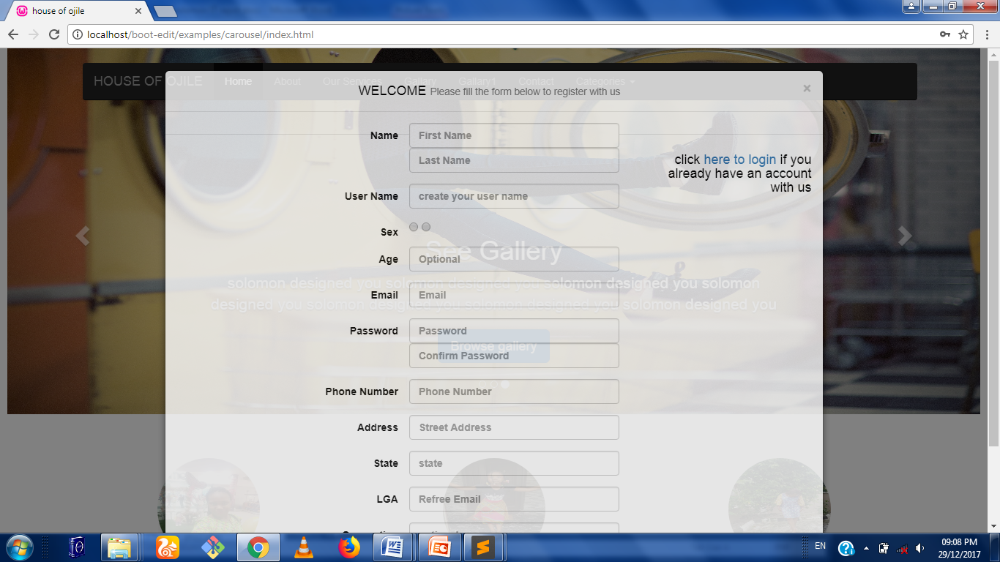 house of ojile
localhost/boot-edit/examples/carousel/index.html
HOUSE OF OJILE Home About Our Services Gallary Gallary1 Contact Categories
WELCOME Please fill the form below to register with us ×
Name First Name
Last Name
click here to login if you
already have an account
with us
User Name create your user name
Sex
See Gallery
Age Optional
solomon designed you solomon designed you solomon designed you solomon
designed you solomon designed you solomon designed you solomon designed you
Email Email
Password Password
Browse gallery
Confirm Password
Phone Number Phone Number
Address Street Address
State state
LGA Refree Email
EN
09:08 PM
29/12/2017